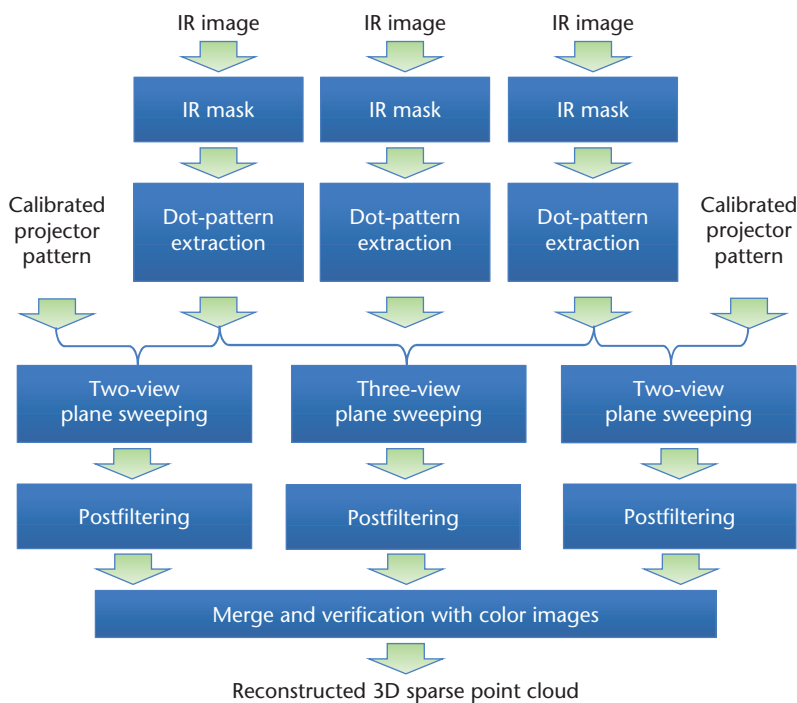 IR image
IR image
IR image
IR mask
IR mask
IR mask
Calibrated
projector
pattern
Dot-pattern
extraction
Dot-pattern
extraction
Dot-pattern
extraction
Calibrated
projector
pattern
Two-view
plane sweeping
Three-view
plane sweeping
Two-view
plane sweeping
Postfiltering
Postfiltering
Postfiltering
Merge and verification with color images
Reconstructed 3D sparse point cloud